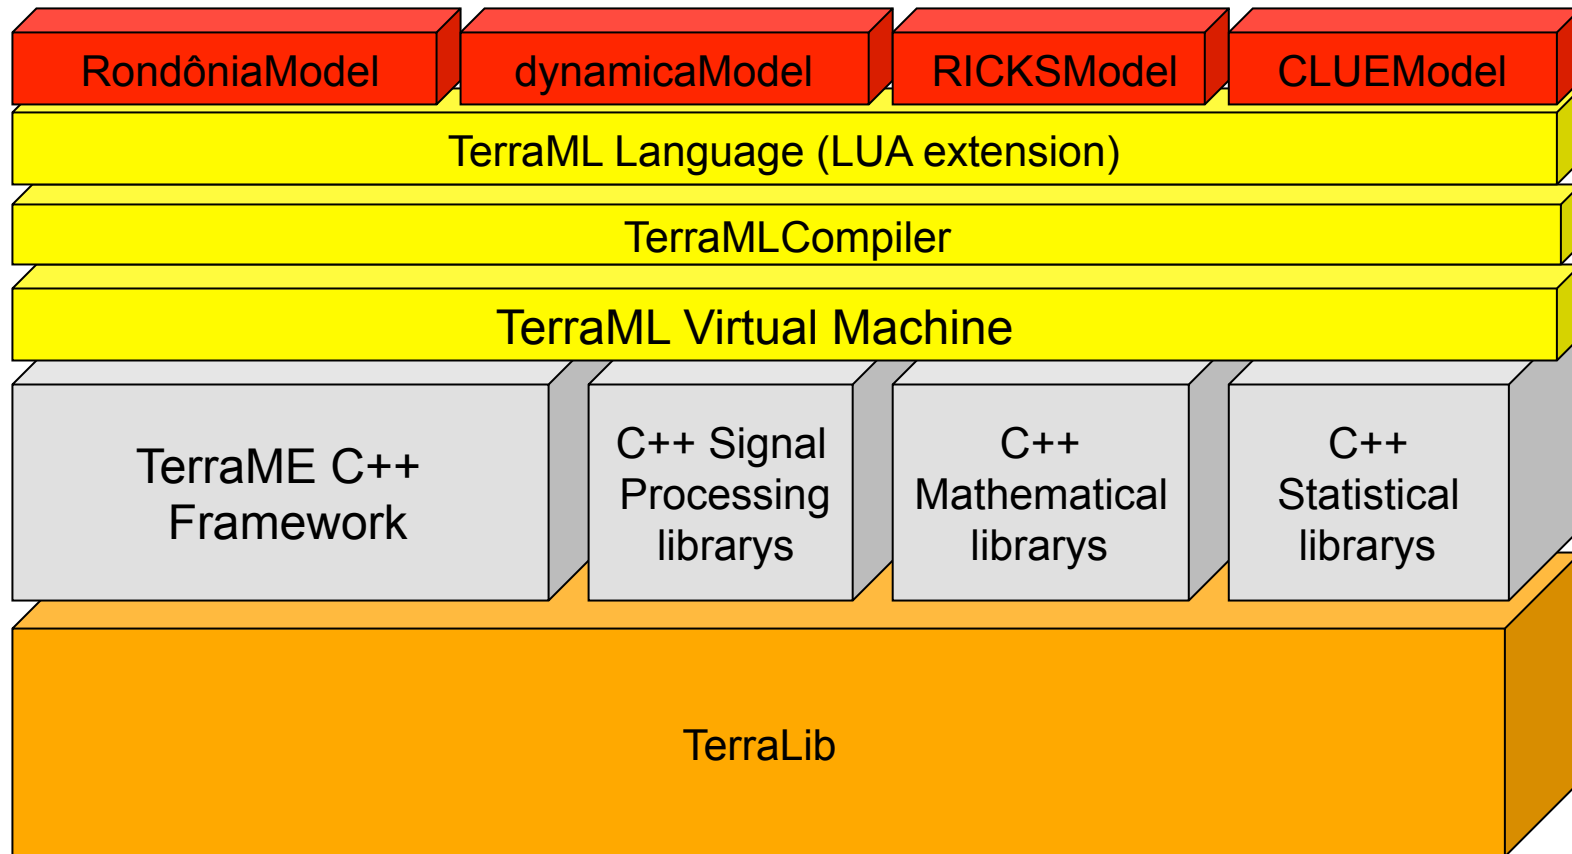 RondôniaModel
dynamicaModel
RICKSModel
CLUEModel
TerraML Language (LUA extension)
TerraMLCompiler
TerraML Virtual Machine
TerraME C++
Framework
C++ Signal
Processing
librarys
C++
Mathematical
librarys
C++
Statistical
librarys
TerraLib